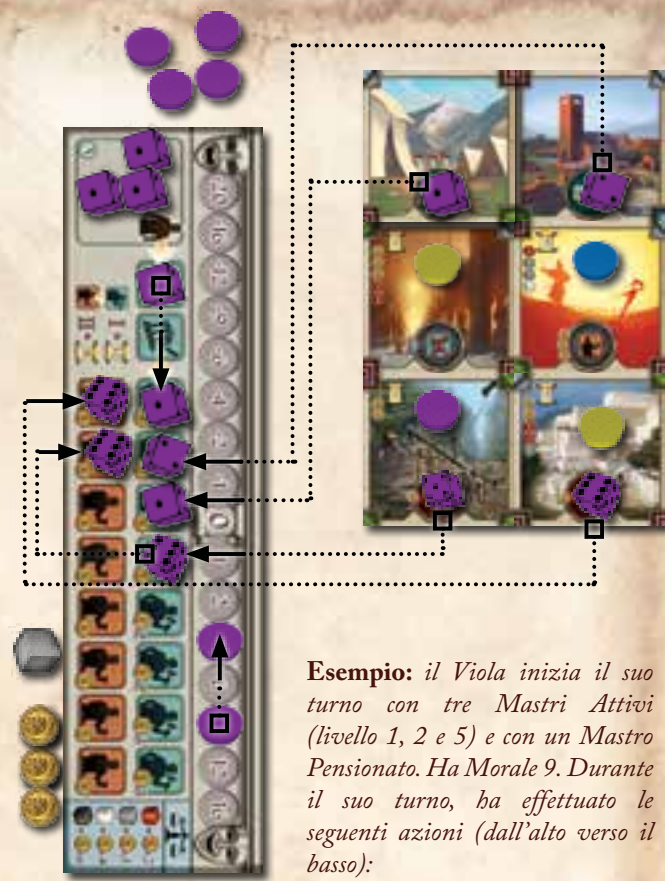 Esempio: il Viola inizia il suo
turno con tre Mastri Attivi
(livello 1, 2 e 5) e con un Mastro
Pensionato. Ha Morale 9. Durante
il suo turno, ha effettuato le
seguenti azioni (dall'alto verso il
basso):